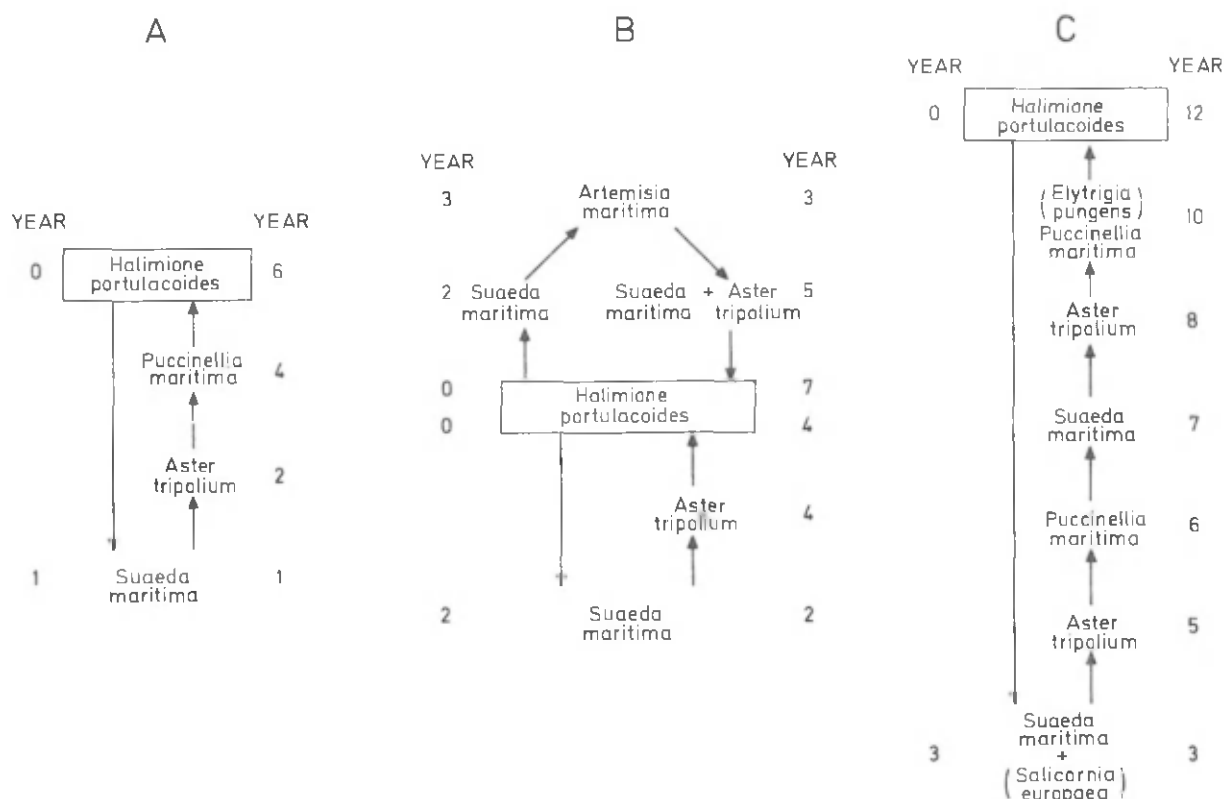 A
YEAR
YEAR
0
Halimione
portulacoides
6
Puccinellia
maritima
4
Aster
tripolium
2
1
Suaeda
maritima
1
B
YEAR
YEAR
3
Artemisia
maritima
3
2
Suaeda
maritima
Suaeda + Aster
maritima tripolium
5
0
Halimione
portulacoides
7
0
4
Aster
tripolium
4
2
Suaeda
maritima
2
C
YEAR
YEAR
0
Halimione
portulacoides
12
(Elytrigia
pungens)
Puccinellia
maritima
10
Aster
tripolium
8
Suaeda
maritima
7
Puccinellia
maritima
6
Aster
tripolium
5
3
Suaeda
maritima
+
(Salicornia
europaea)
3